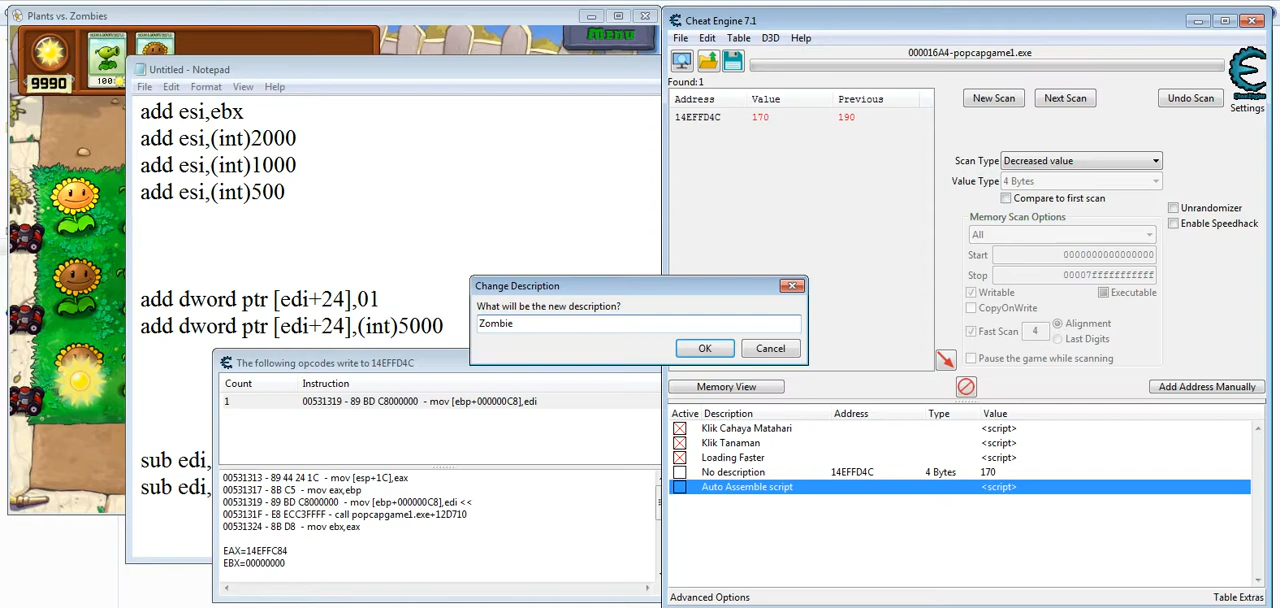 Plants vs. Zombies
Menu
9990
100
Untitled - Notepad
File Edit Format View Help
add esi,ebx
add esi,(int)2000
add esi,(int)1000
add esi,(int)500
add dword ptr [edi+24],01
add dword ptr [edi+24],(int)5000
sub edi,
sub edi,
The following opcodes write to 14EFFD4C
Count Instruction
1 00531319 - 89 BD C8000000 - mov [ebp+000000C8],edi
00531313 - 89 44 24 1C - mov [esp+1C],eax
00531317 - 8B C5 - mov eax,ebp
00531319 - 89 BD C8000000 - mov [ebp+000000C8],edi <<
0053131F - E8 ECC3FFFF - call popcapgame1.exe+12D710
00531324 - 8B D8 - mov ebx,eax
EAX=14EFFC84
EBX=00000000
Change Description
What will be the new description?
Zombie
OK Cancel
Cheat Engine 7.1
File Edit Table D3D Help
000016A4-popcapgame1.exe
Found:1
Address Value Previous
14EFFD4C 170 190
New Scan Next Scan Undo Scan
Cheat Engine
Settings
Scan Type Decreased value
Value Type 4 Bytes
Compare to first scan
Unrandomizer
Enable Speedhack
Memory Scan Options
All
Start 0000000000000000
Stop 00007fffffffffff
Writable Executable
CopyOnWrite
Fast Scan 4 Alignment
Last Digits
Pause the game while scanning
Memory View Add Address Manually
Active Description Address Type Value
Klik Cahaya Matahari <script>
Klik Tanaman <script>
Loading Faster <script>
No description 14EFFD4C 4 Bytes 170
Auto Assemble script <script>
Advanced Options Table Extras